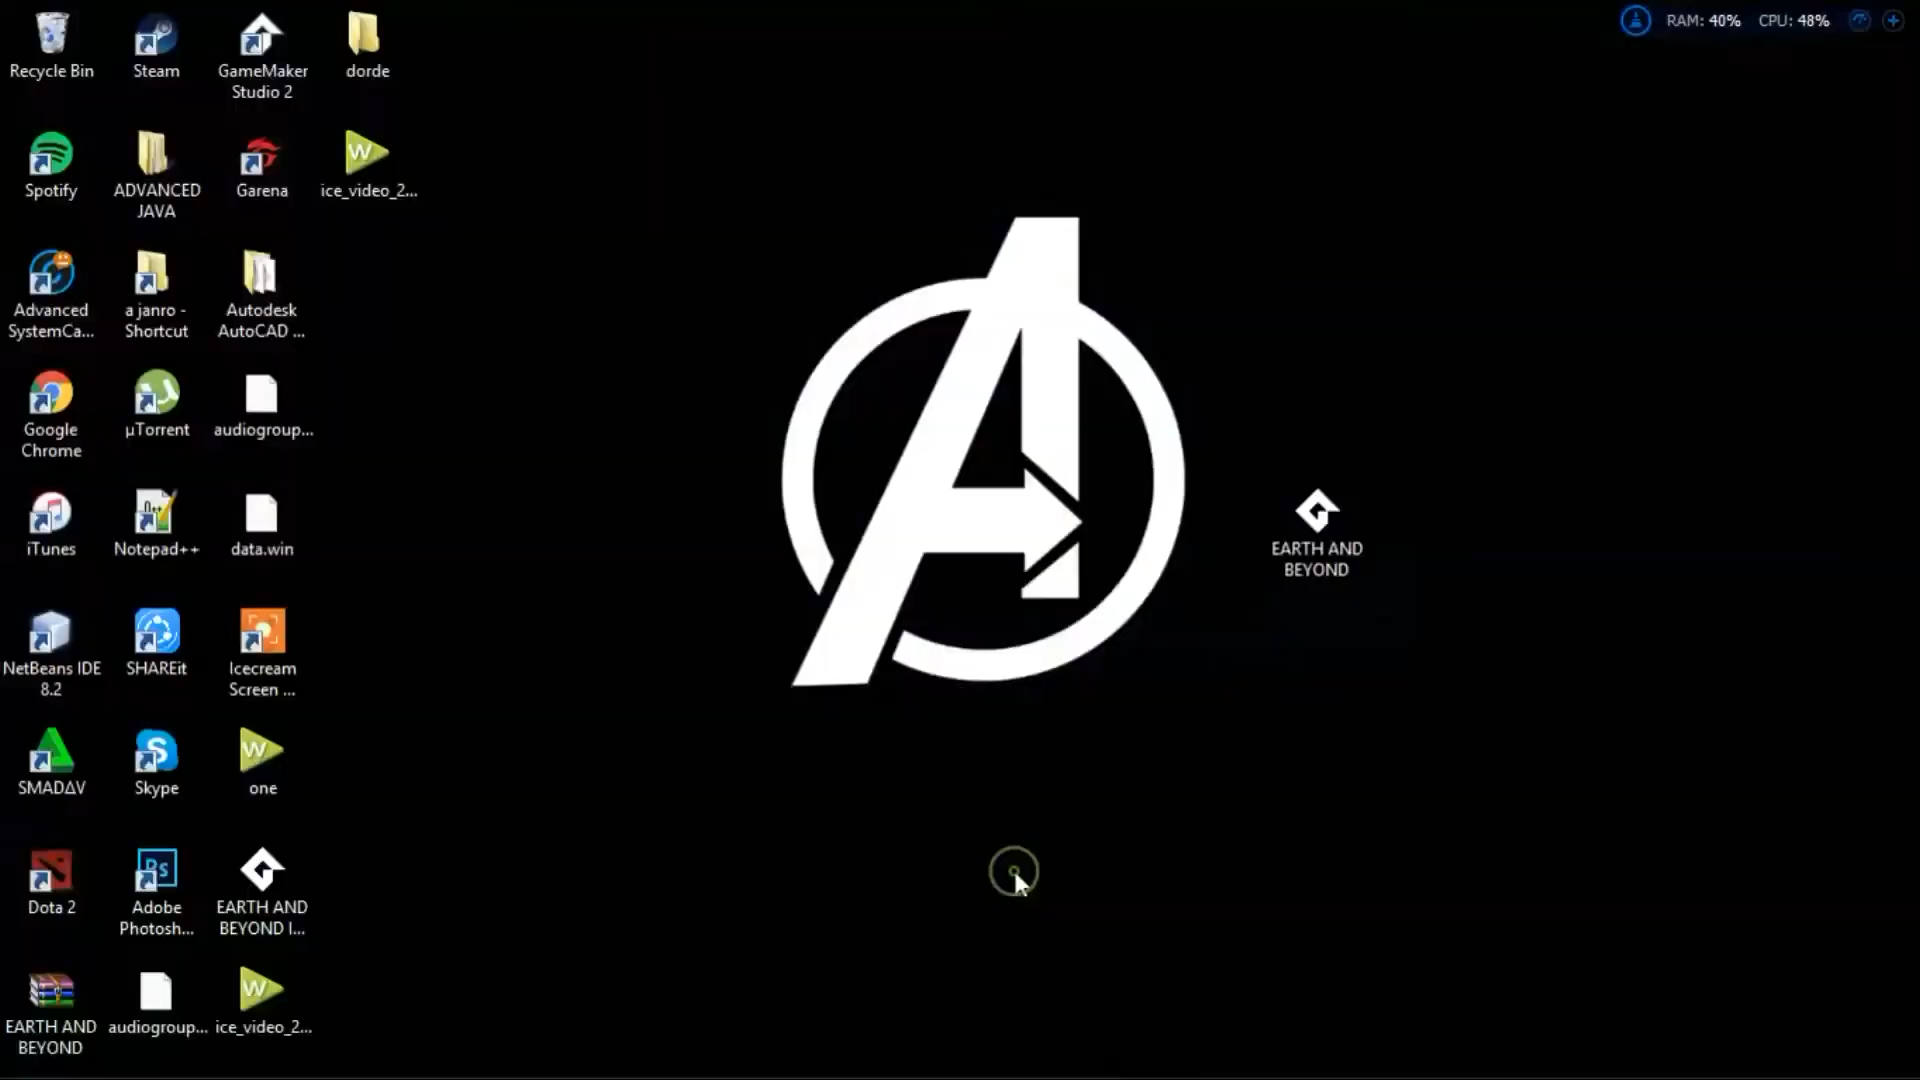 RAM: 40% CPU: 48%
Recycle Bin
Steam
GameMaker
Studio 2
dorde
Spotify
ADVANCED
JAVA
Garena
ice_video_2...
Advanced
SystemCa...
a janro -
Shortcut
Autodesk
AutoCAD ...
Google
Chrome
µTorrent
audiogroup...
iTunes
Notepad++
data.win
EARTH AND
BEYOND
NetBeans IDE
8.2
SHAREit
Icecream
Screen ...
SMADΔV
Skype
one
Dota 2
Adobe
Photosh...
EARTH AND
BEYOND I...
EARTH AND
BEYOND
audiogroup...
ice_video_2...